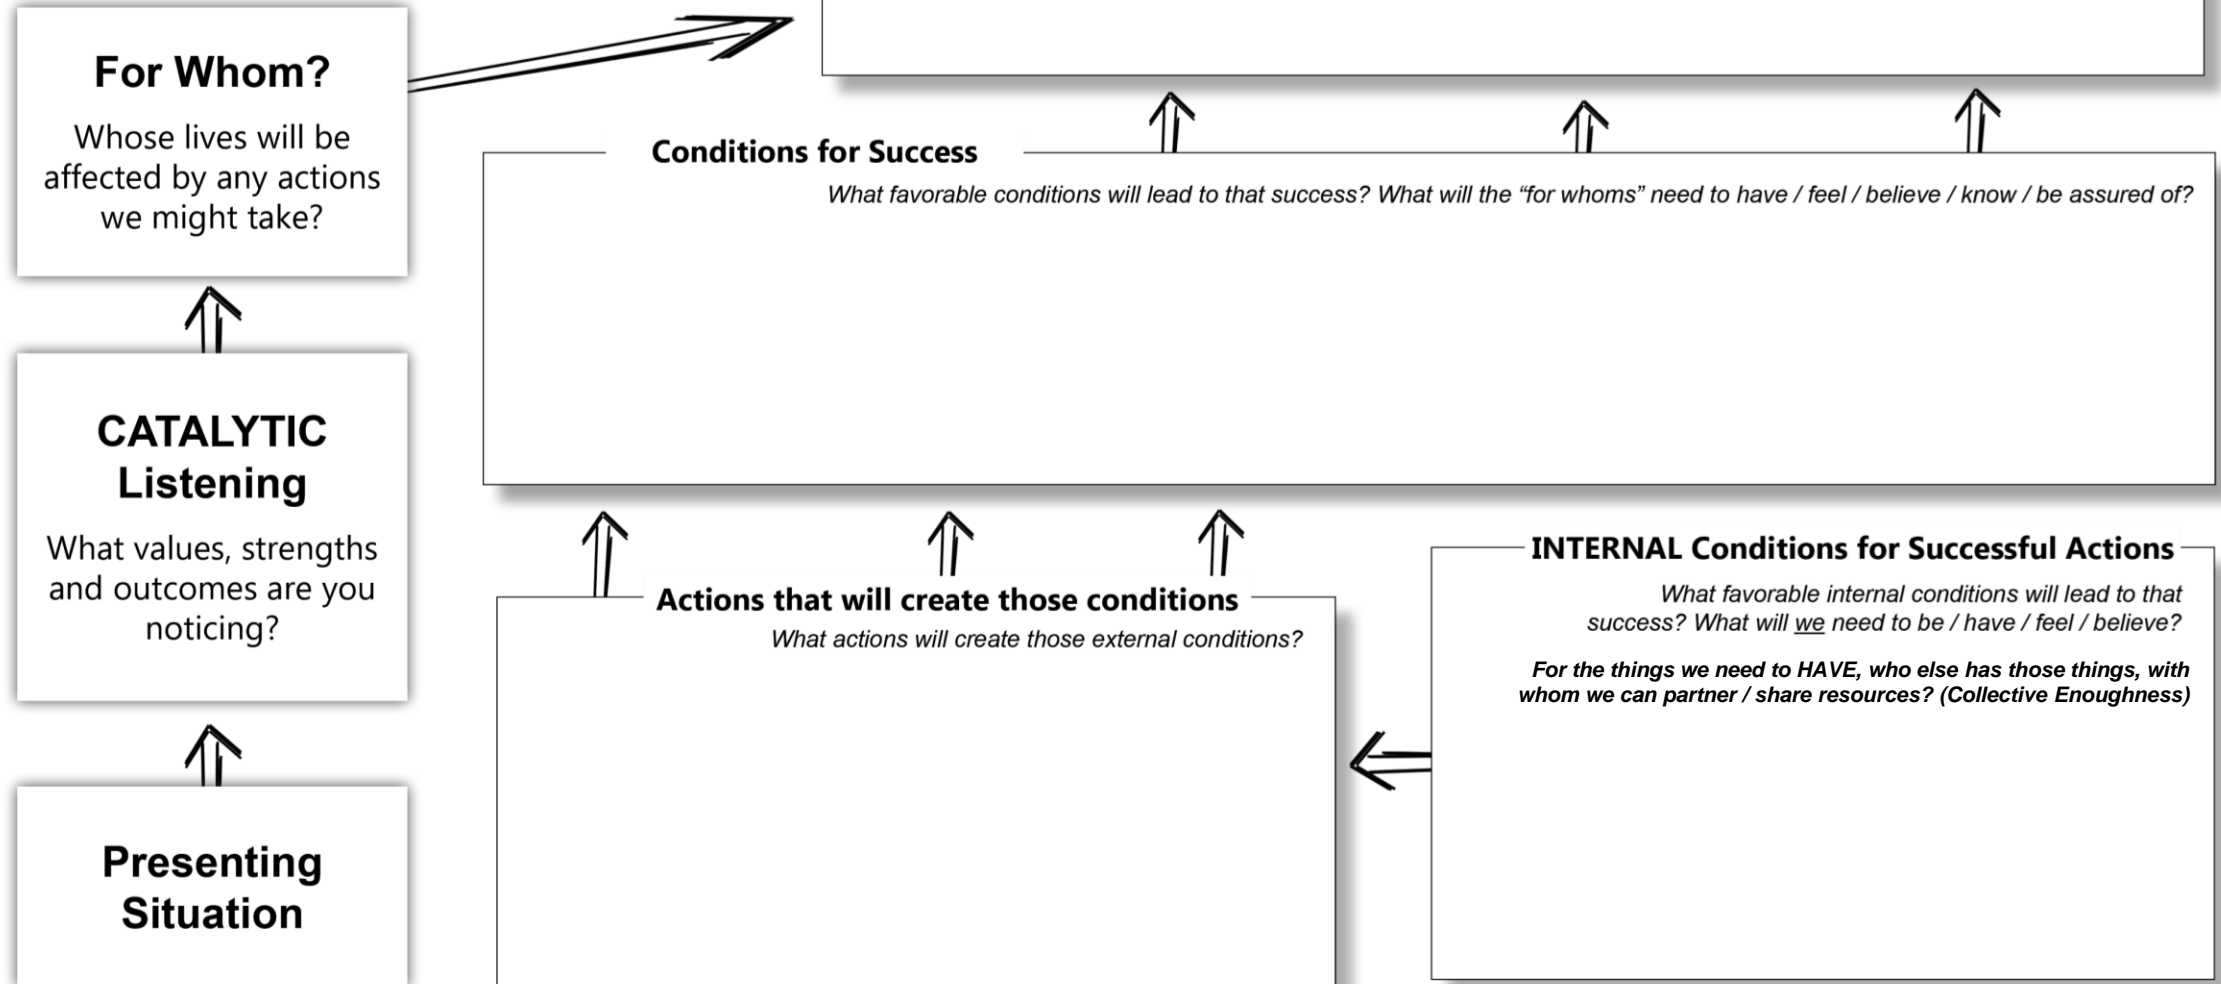 For Whom?
Whose lives will be
affected by any actions
we might take?
CATALYTIC
Listening
What values, strengths
and outcomes are you
noticing?
Presenting
Situation
Conditions for Success
What favorable conditions will lead to that success? What will the “for whoms” need to have / feel / believe / know / be assured of?
Actions that will create those conditions
What actions will create those external conditions?
INTERNAL Conditions for Successful Actions
What favorable internal conditions will lead to that
success? What will we need to be / have / feel / believe?
For the things we need to HAVE, who else has those things, with
whom we can partner / share resources? (Collective Enoughness)